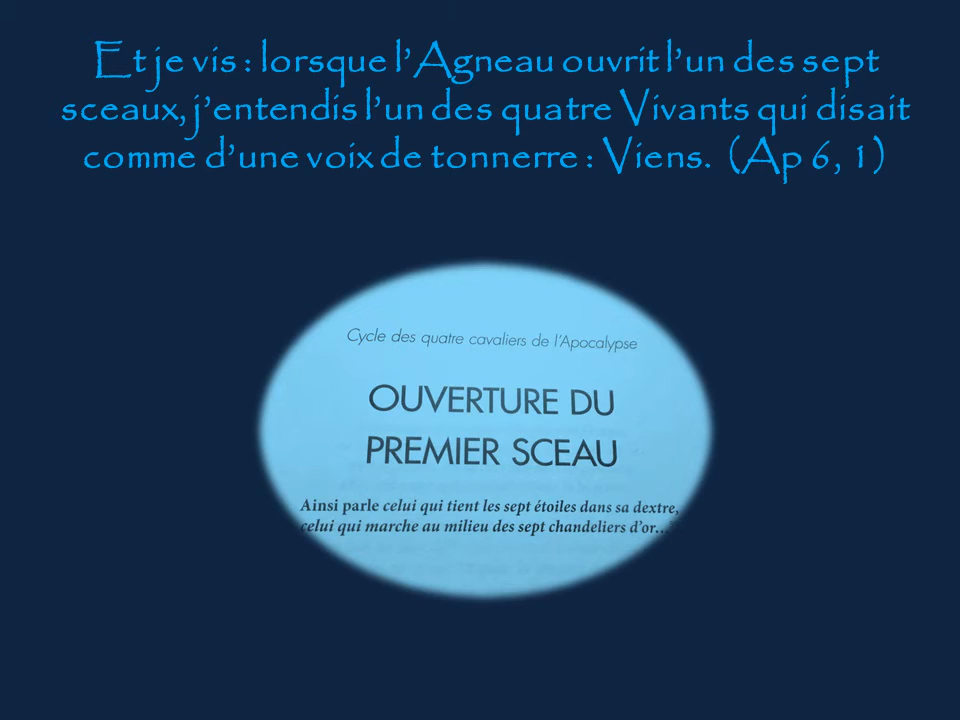 Et je vis : lorsque l’Agneau ouvrit l’un des sept
sceaux, j’entendis l’un des quatre Vivants qui disait
comme d’une voix de tonnerre : Viens. (Ap 6, 1)
Cycle des quatre cavaliers de l’Apocalypse
OUVERTURE DU
PREMIER SCEAU
Ainsi parle celui qui tient les sept étoiles dans sa dextre,
celui qui marche au milieu des sept chandeliers d’or...